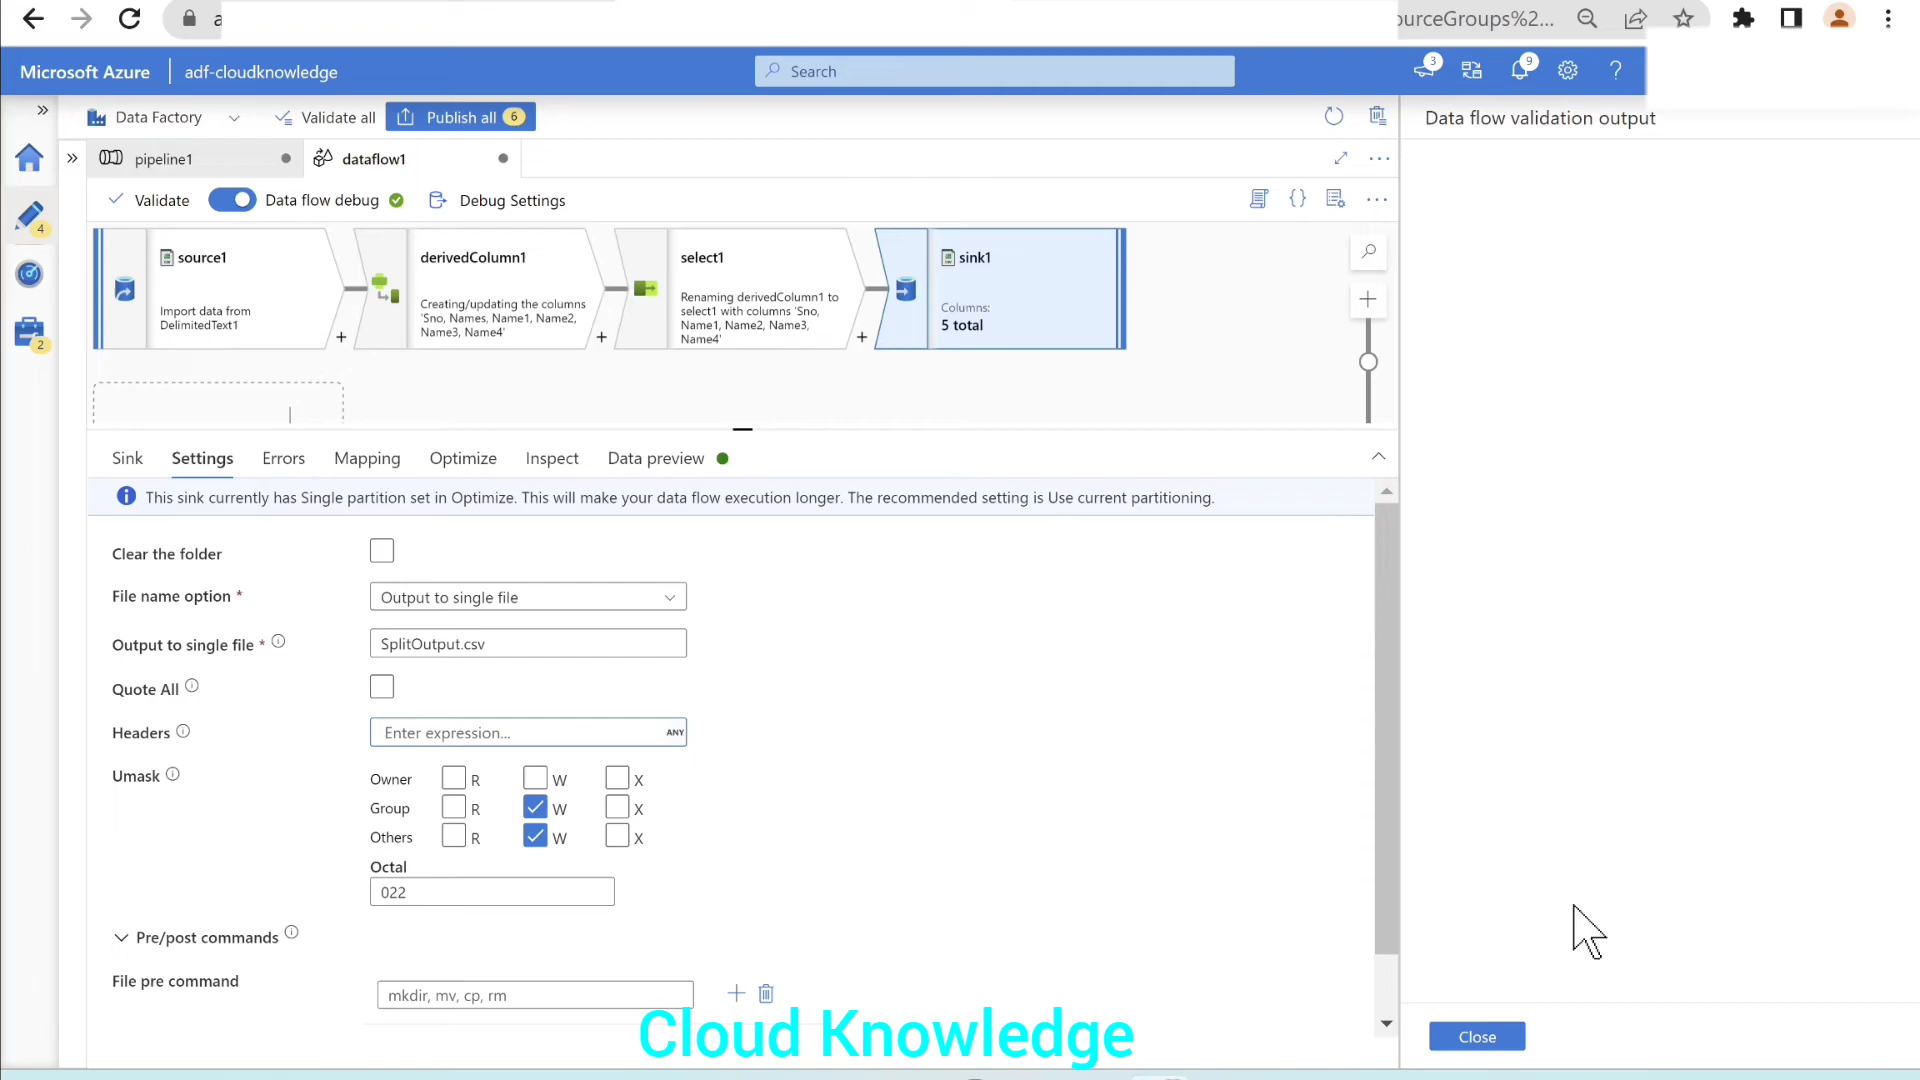 a
ourceGroups%2...
Microsoft Azure
adf-cloudknowledge
Search
3
9
?
Data Factory
Validate all
Publish all 6
Data flow validation output
pipeline1
dataflow1
Validate
Data flow debug
Debug Settings
4
2
source1
Import data from
DelimitedText1
derivedColumn1
Creating/updating the columns
'Sno, Names, Name1, Name2,
Name3, Name4'
select1
Renaming derivedColumn1 to
select1 with columns 'Sno,
Name1, Name2, Name3,
Name4'
sink1
Columns:
5 total
Sink
Settings
Errors
Mapping
Optimize
Inspect
Data preview
This sink currently has Single partition set in Optimize. This will make your data flow execution longer. The recommended setting is Use current partitioning.
Clear the folder
File name option *
Output to single file
Output to single file *
SplitOutput.csv
Quote All
Headers
Enter expression...
ANY
Umask
Owner R W X
Group R W X
Others R W X
Octal
022
Pre/post commands
File pre command
mkdir, mv, cp, rm
Cloud Knowledge
Close